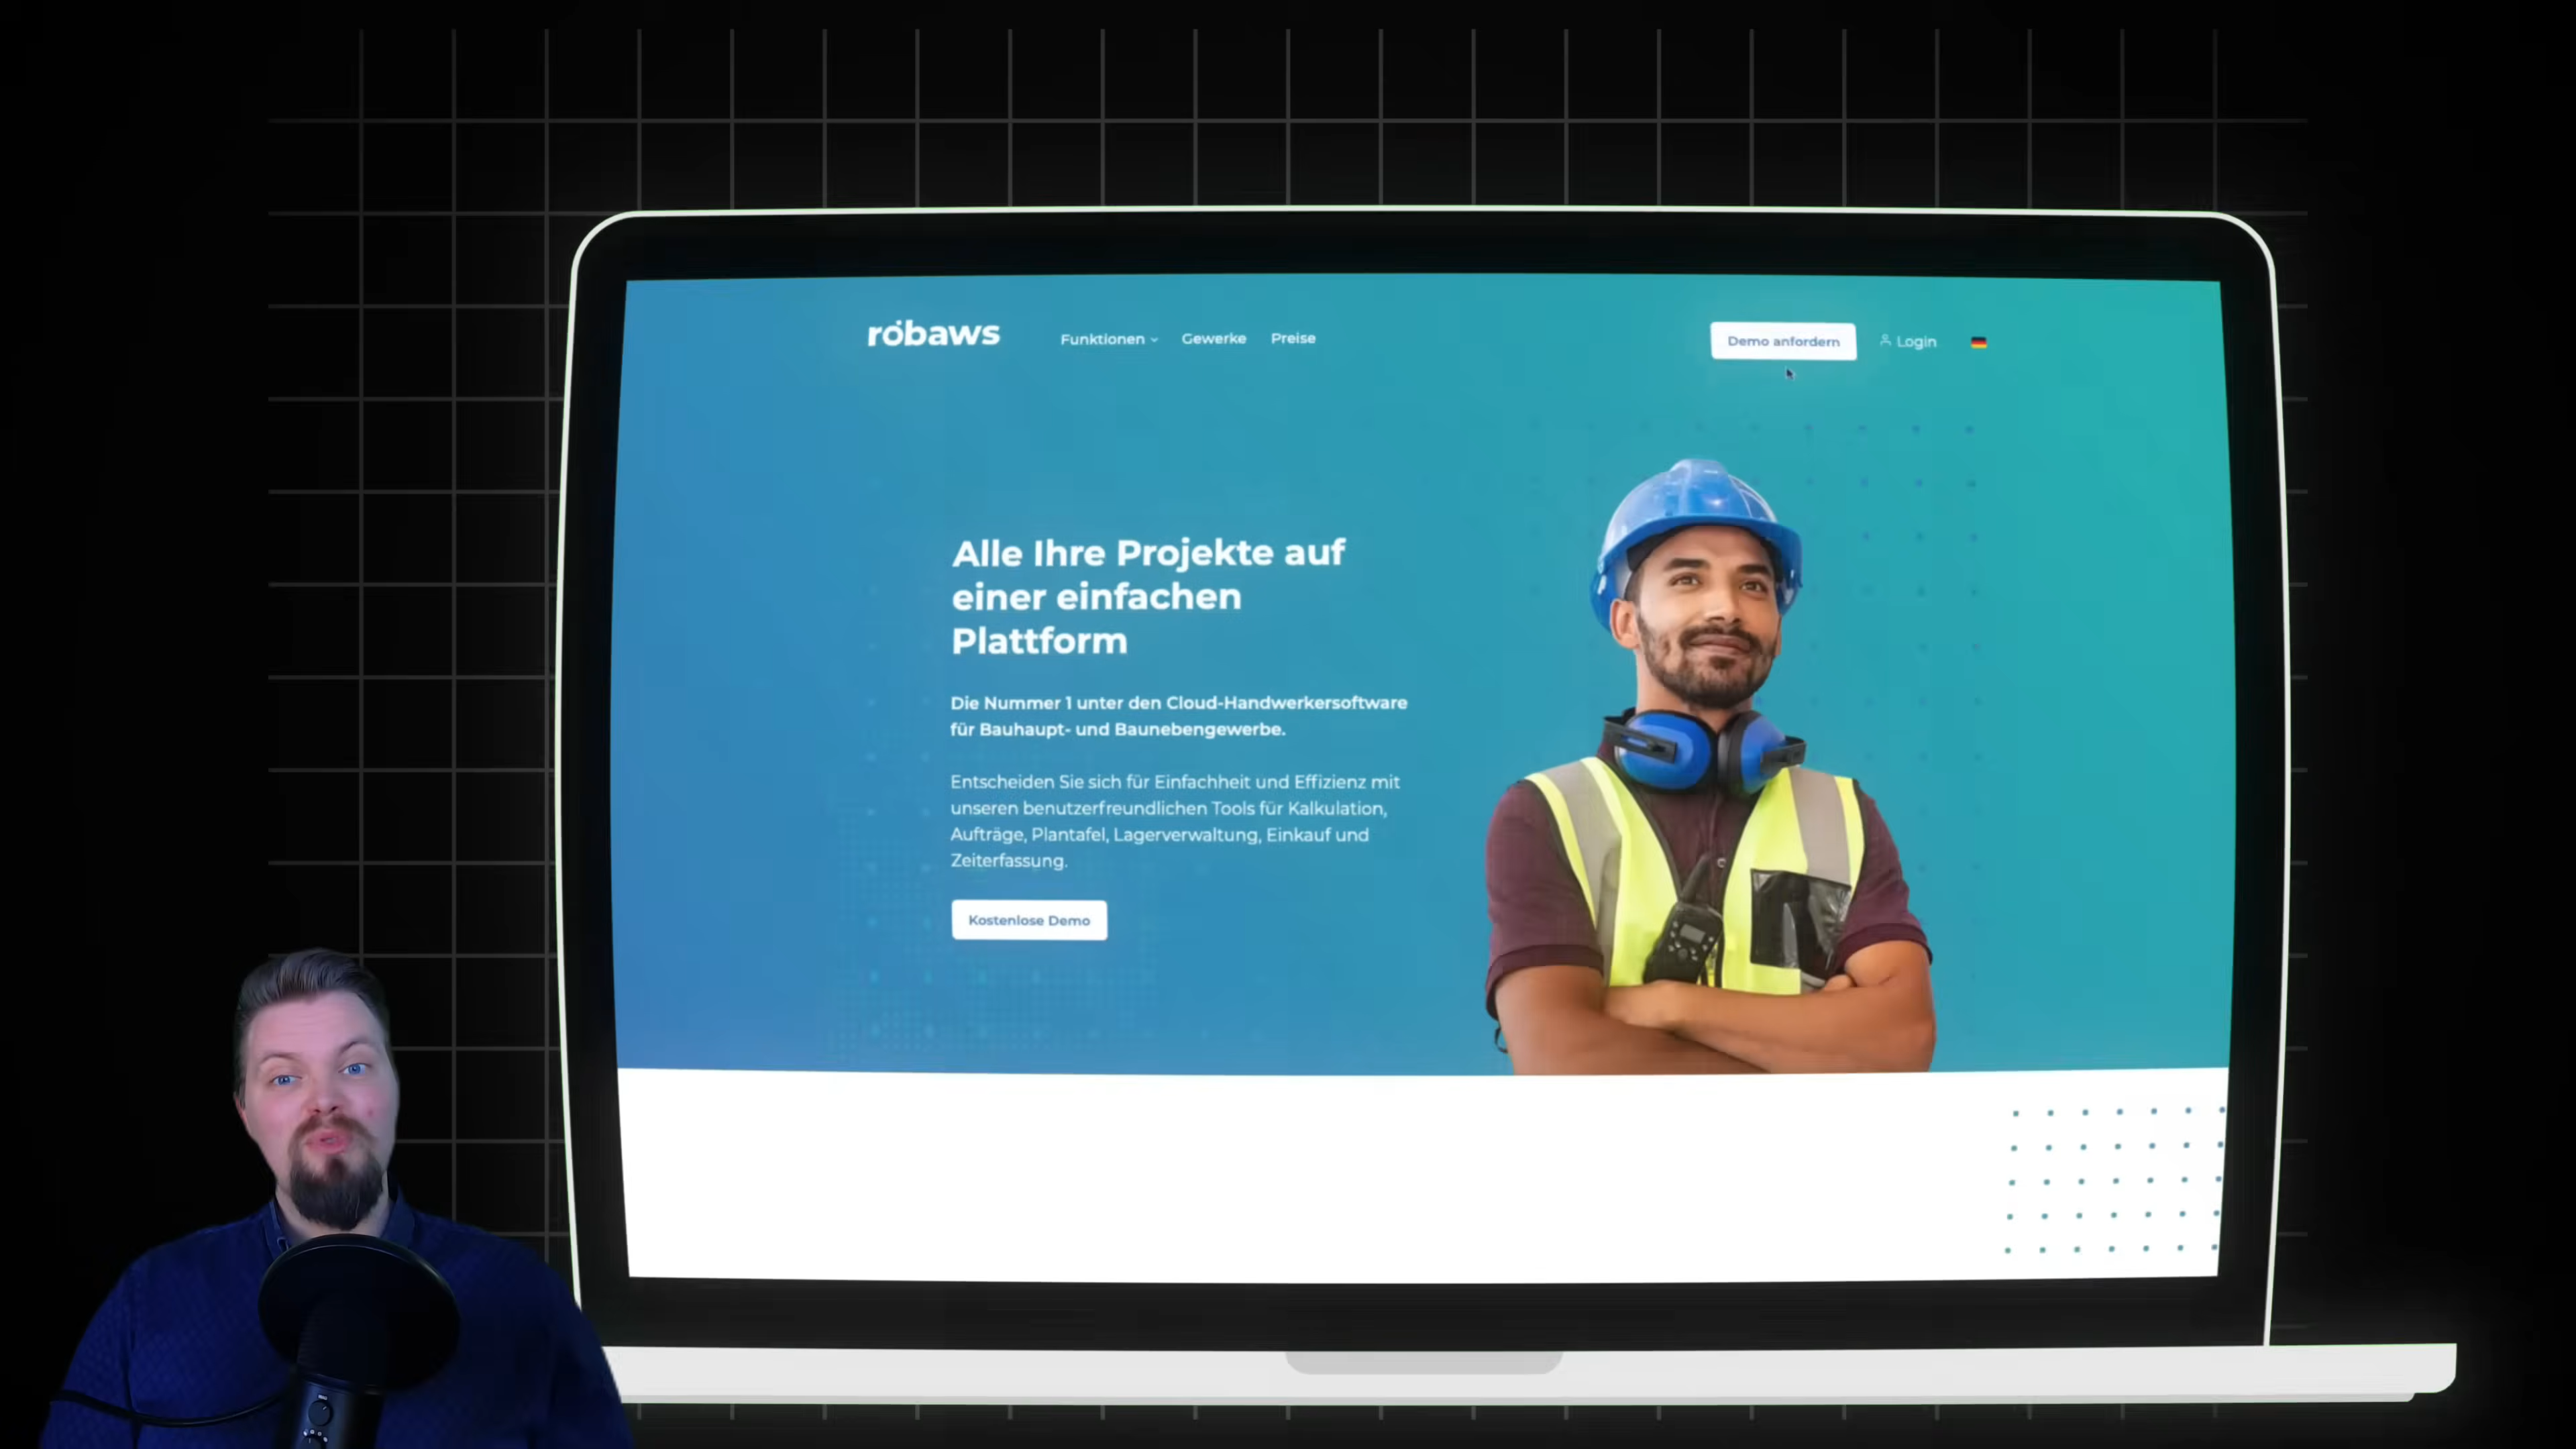 röbaws
Funktionen
Gewerke
Preise
Demo anfordern
Login
Alle Ihre Projekte auf
einer einfachen
Plattform
Die Nummer 1 unter den Cloud-Handwerkersoftware
für Bauhaupt- und Baunebengewerbe.
Entscheiden Sie sich für Einfachheit und Effizienz mit
unseren benutzerfreundlichen Tools für Kalkulation,
Aufträge, Plantafel, Lagerverwaltung, Einkauf und
Zeiterfassung.
Kostenlose Demo